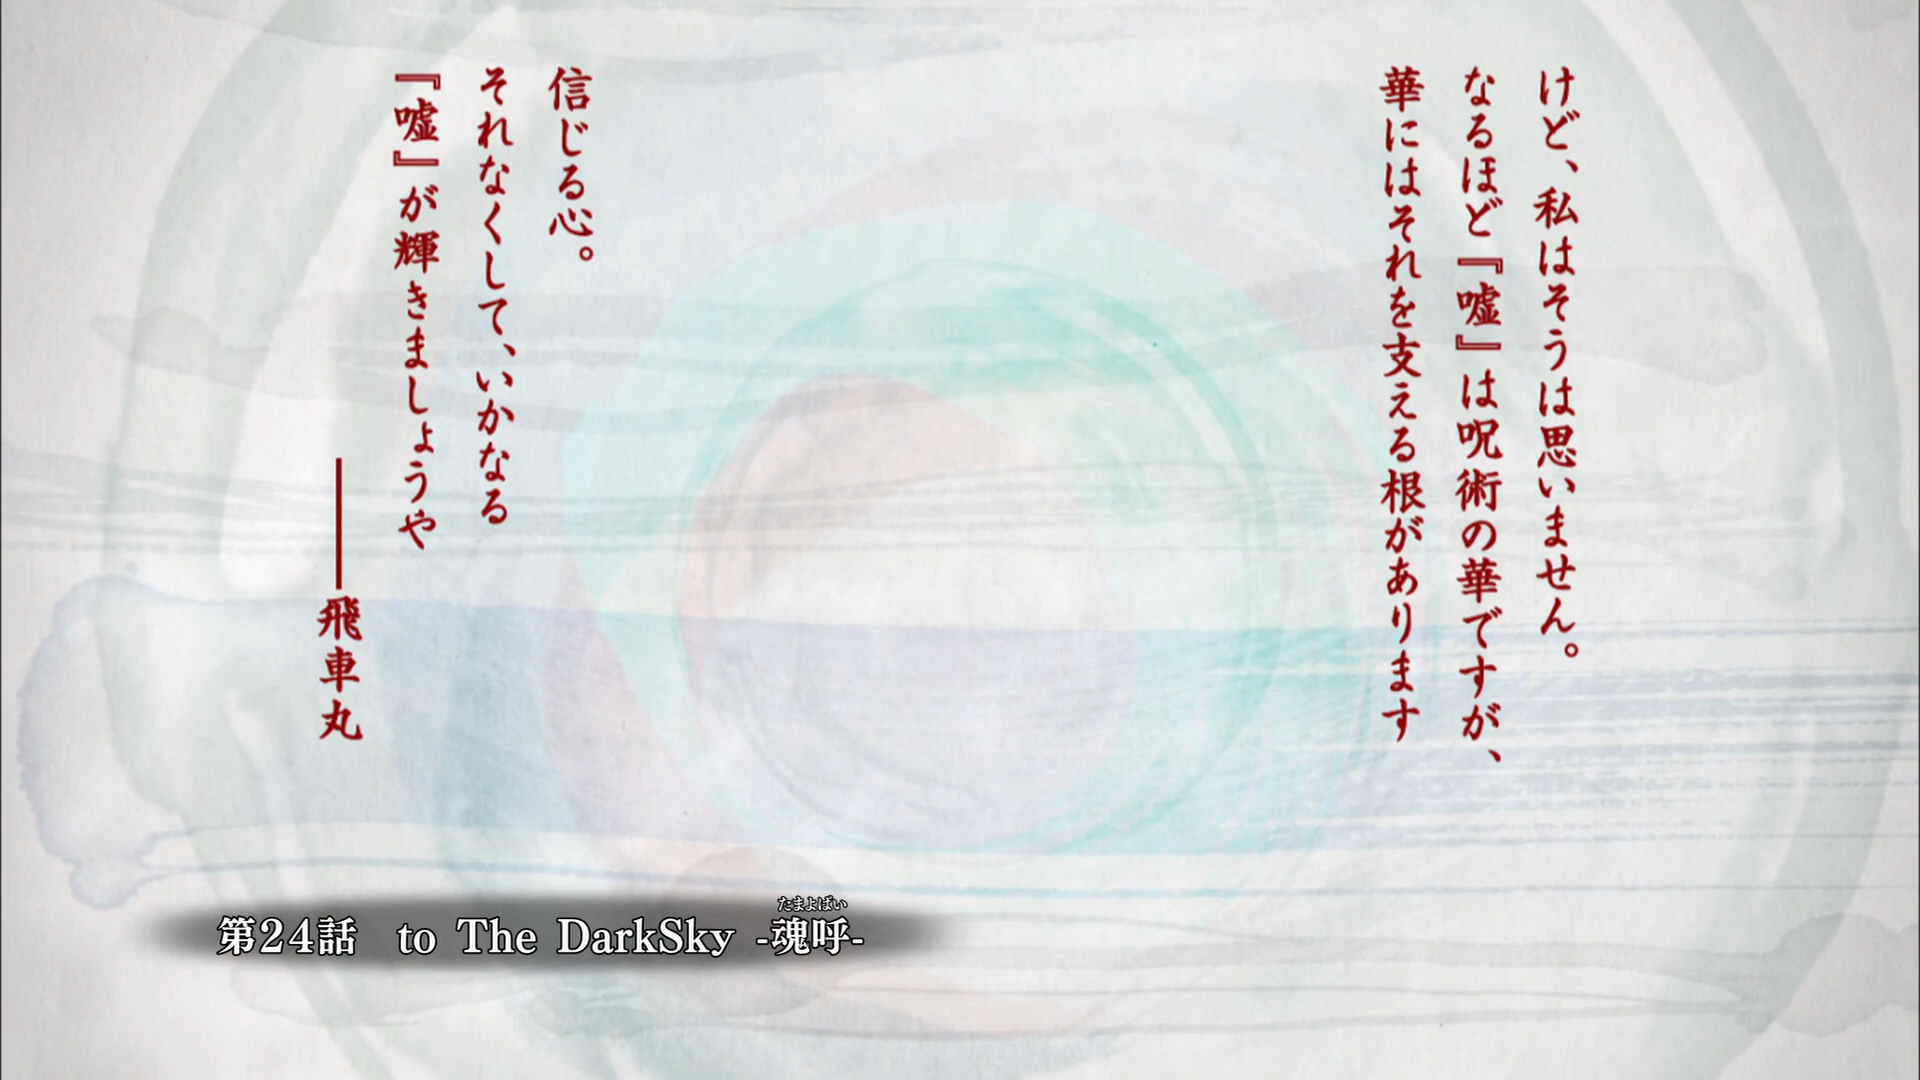 けど、私はそうは思いません。
なるほど『嘘』は呪術の華ですが、
華にはそれを支える根があります
信じる心。
それなくして、いかなる
『嘘』が輝きましょうや
――飛車丸
たまよばい
第24話 to The DarkSky -魂呼-